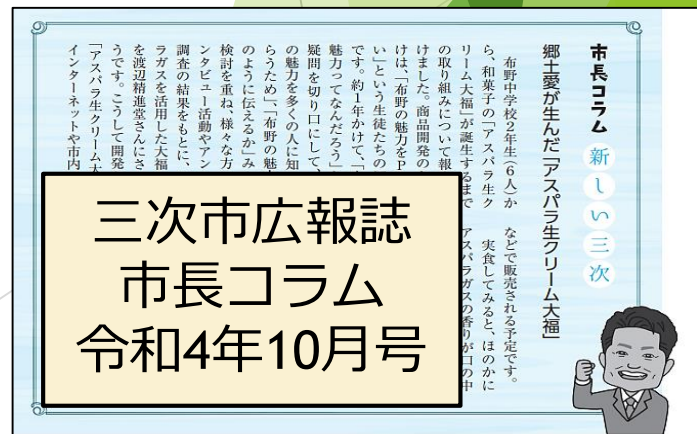 市長コラム 新しい三次
郷土愛が生んだ「アスパラ生クリーム大福」
布野中学校2年生(6人)か
ら、和菓子の「アスパラ生ク
リーム大福」が誕生するまで
の取り組みについて報
けました。商品開発の
けは、「布野の魅力をP
い」という生徒たちの
です。約1年かけて、「
魅力ってなんだろう」
疑問を切り口にして、
の魅力を多くの人に知
らうため」、「布野の魅
のように伝えるか」み
検討を重ね、様々な方
ンタビュー活動やアン
調査の結果をもとに、
ラガスを活用した大福
を渡辺精進堂さんにさ
うです。こうして開発
「アスパラ生クリーム大
インターネットや市内
などで販売される予定です。
実食してみると、ほのかに
アスパラガスの香りが口の中
三次市広報誌
市長コラム
令和4年10月号